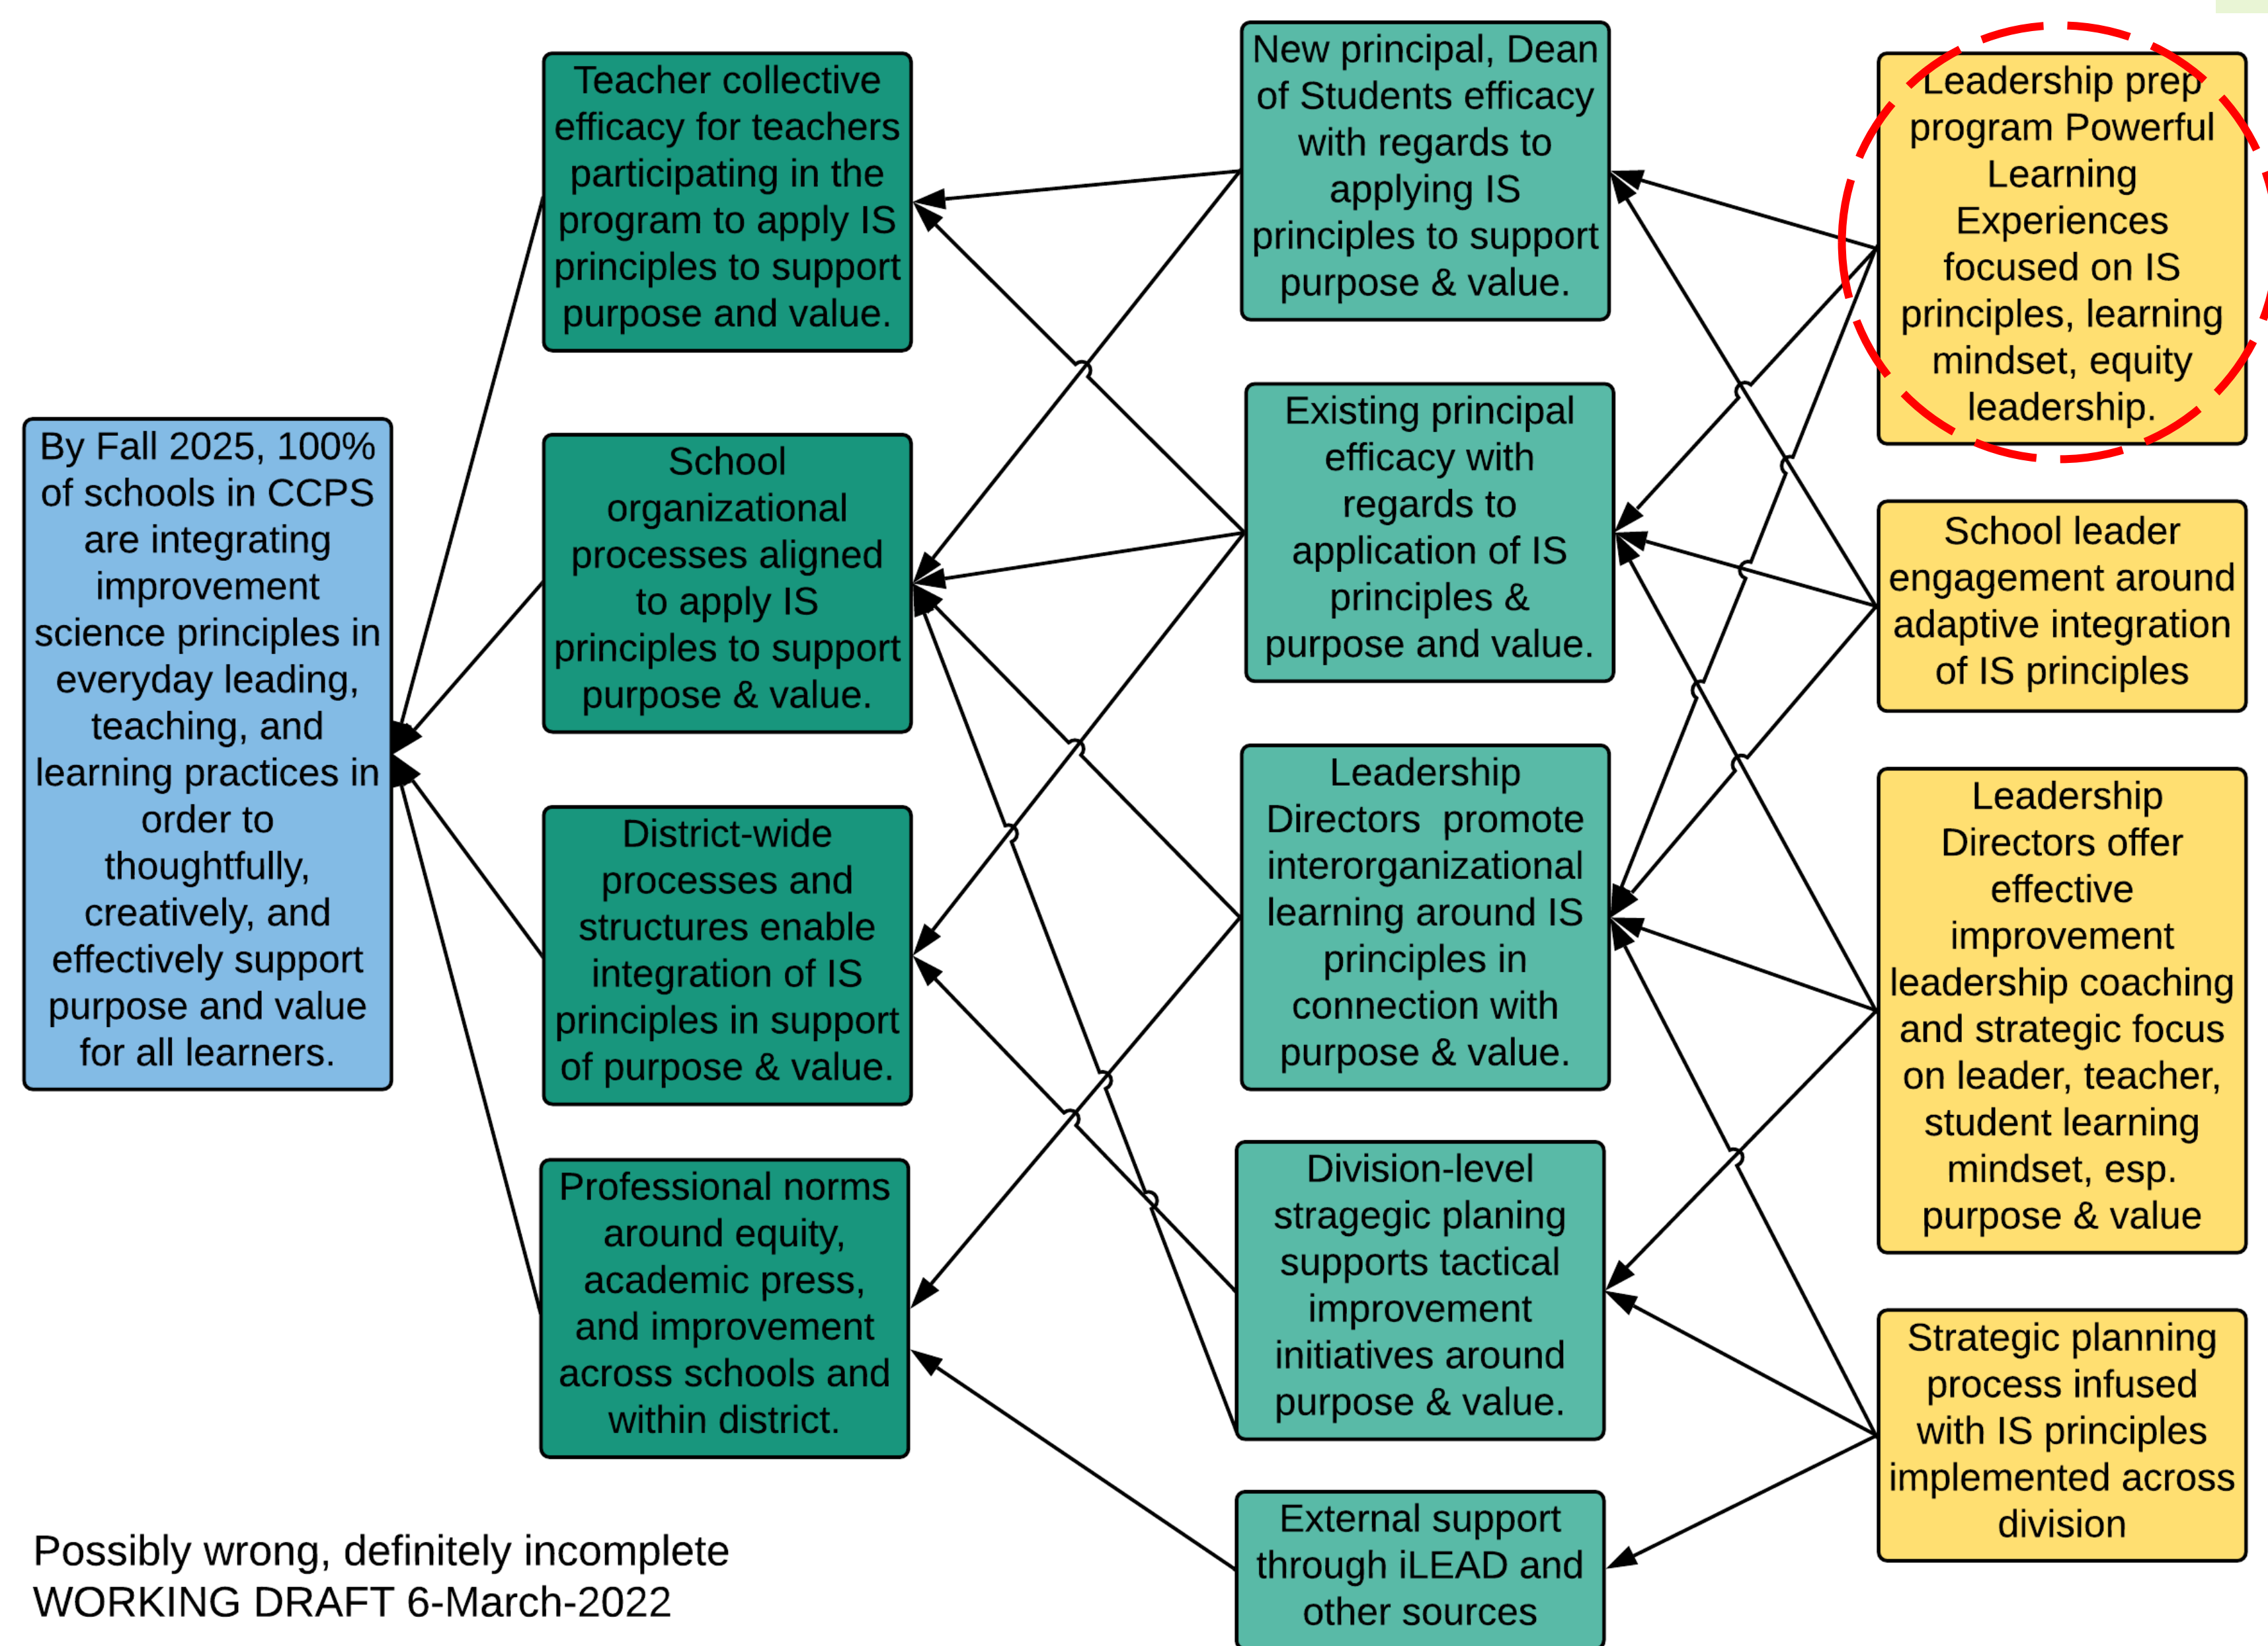 By Fall 2025, 100%
of schools in CCPS
are integrating
improvement
science principles in
everyday leading,
teaching, and
learning practices in
order to
thoughtfully,
creatively, and
effectively support
purpose and value
for all learners.
Teacher collective
efficacy for teachers
participating in the
program to apply IS
principles to support
purpose and value.
School
organizational
processes aligned
to apply IS
principles to support
purpose & value.
District-wide
processes and
structures enable
integration of IS
principles in support
of purpose & value.
Professional norms
around equity,
academic press,
and improvement
across schools and
within district.
New principal, Dean
of Students efficacy
with regards to
applying IS
principles to support
purpose & value.
Existing principal
efficacy with
regards to
application of IS
principles &
purpose and value.
Leadership
Directors  promote
interorganizational
learning around IS
principles in
connection with
purpose & value.
Division-level
stragegic planing
supports tactical
improvement
initiatives around
purpose & value.
External support
through iLEAD and
other sources
Leadership prep
program Powerful
Learning
Experiences
focused on IS
principles, learning
mindset, equity
leadership.
School leader
engagement around
adaptive integration
of IS principles
Leadership
Directors offer
effective
improvement
leadership coaching
and strategic focus
on leader, teacher,
student learning
mindset, esp.
purpose & value
Strategic planning
process infused
with IS principles
implemented across
division
Possibly wrong, definitely incomplete
WORKING DRAFT 6-March-2022